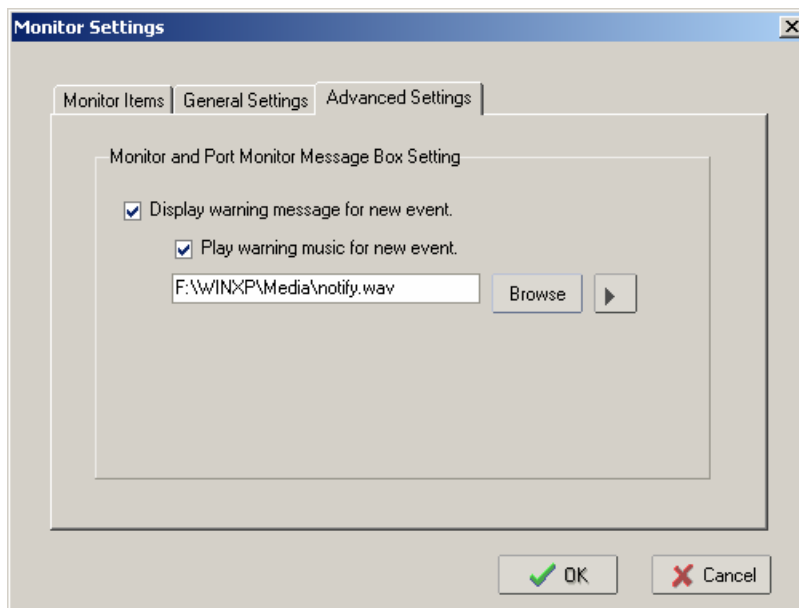 Monitor Settings
Monitor Items General Settings Advanced Settings
Monitor and Port Monitor Message Box Setting
Display warning message for new event.
Play warning music for new event.
F:\WINXP\Media\notify.wav Browse
OK Cancel